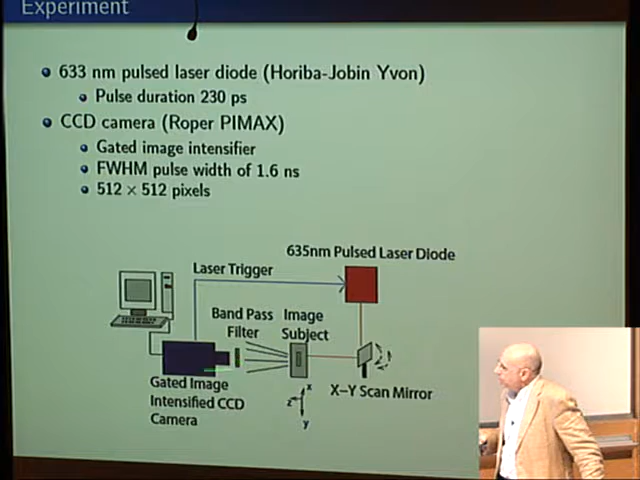 Experiment
633 nm pulsed laser diode (Horiba-Jobin Yvon)
Pulse duration 230 ps
CCD camera (Roper PIMAX)
Gated image intensifier
FWHM pulse width of 1.6 ns
512 × 512 pixels
635nm Pulsed Laser Diode
Laser Trigger
Band Pass
Filter
Image
Subject
X-Y Scan Mirror
Gated Image
Intensified CCD
Camera
x
z
y